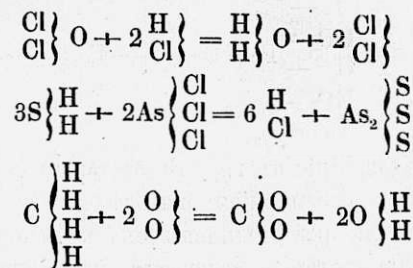 Cl Cl } O + 2 H Cl } = H H } O + 2 Cl Cl }
3S { H H + 2As { Cl Cl Cl = 6 H Cl } + As₂ { S S S
C { H H H H + 2 O O } = C { O O + 2O { H H